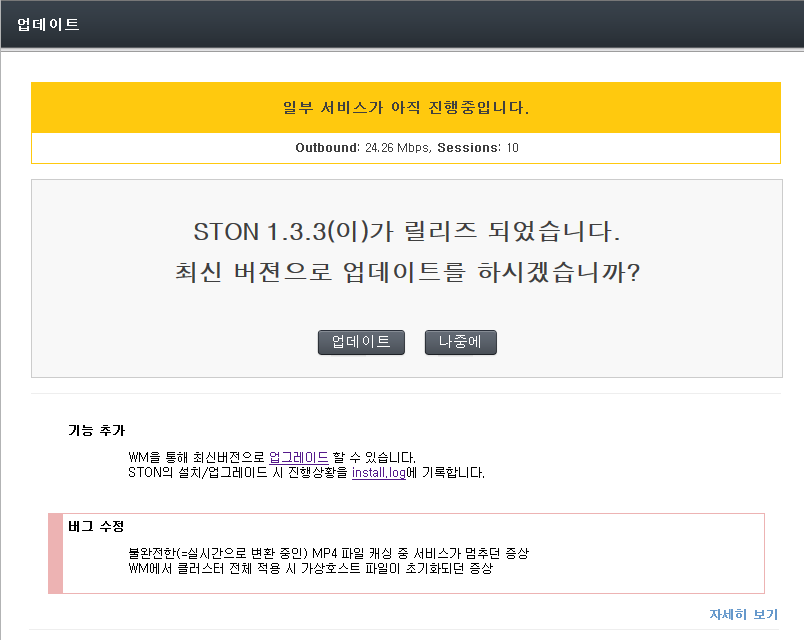 업데이트
일부 서비스가 아직 진행중입니다.
Outbound: 24.26 Mbps, Sessions: 10
STON 1.3.3(이)가 릴리즈 되었습니다.
최신 버젼으로 업데이트를 하시겠습니까?
업데이트 나중에
기능 추가
WM을 통해 최신버전으로 업그레이드 할 수 있습니다.
STON의 설치/업그레이드 시 진행상황을 install.log에 기록합니다.
버그 수정
불완전한(=실시간으로 변환 중인) MP4 파일 캐싱 중 서비스가 멈추던 증상
WM에서 클러스터 전체 적용 시 가상호스트 파일이 초기화되던 증상
자세히 보기